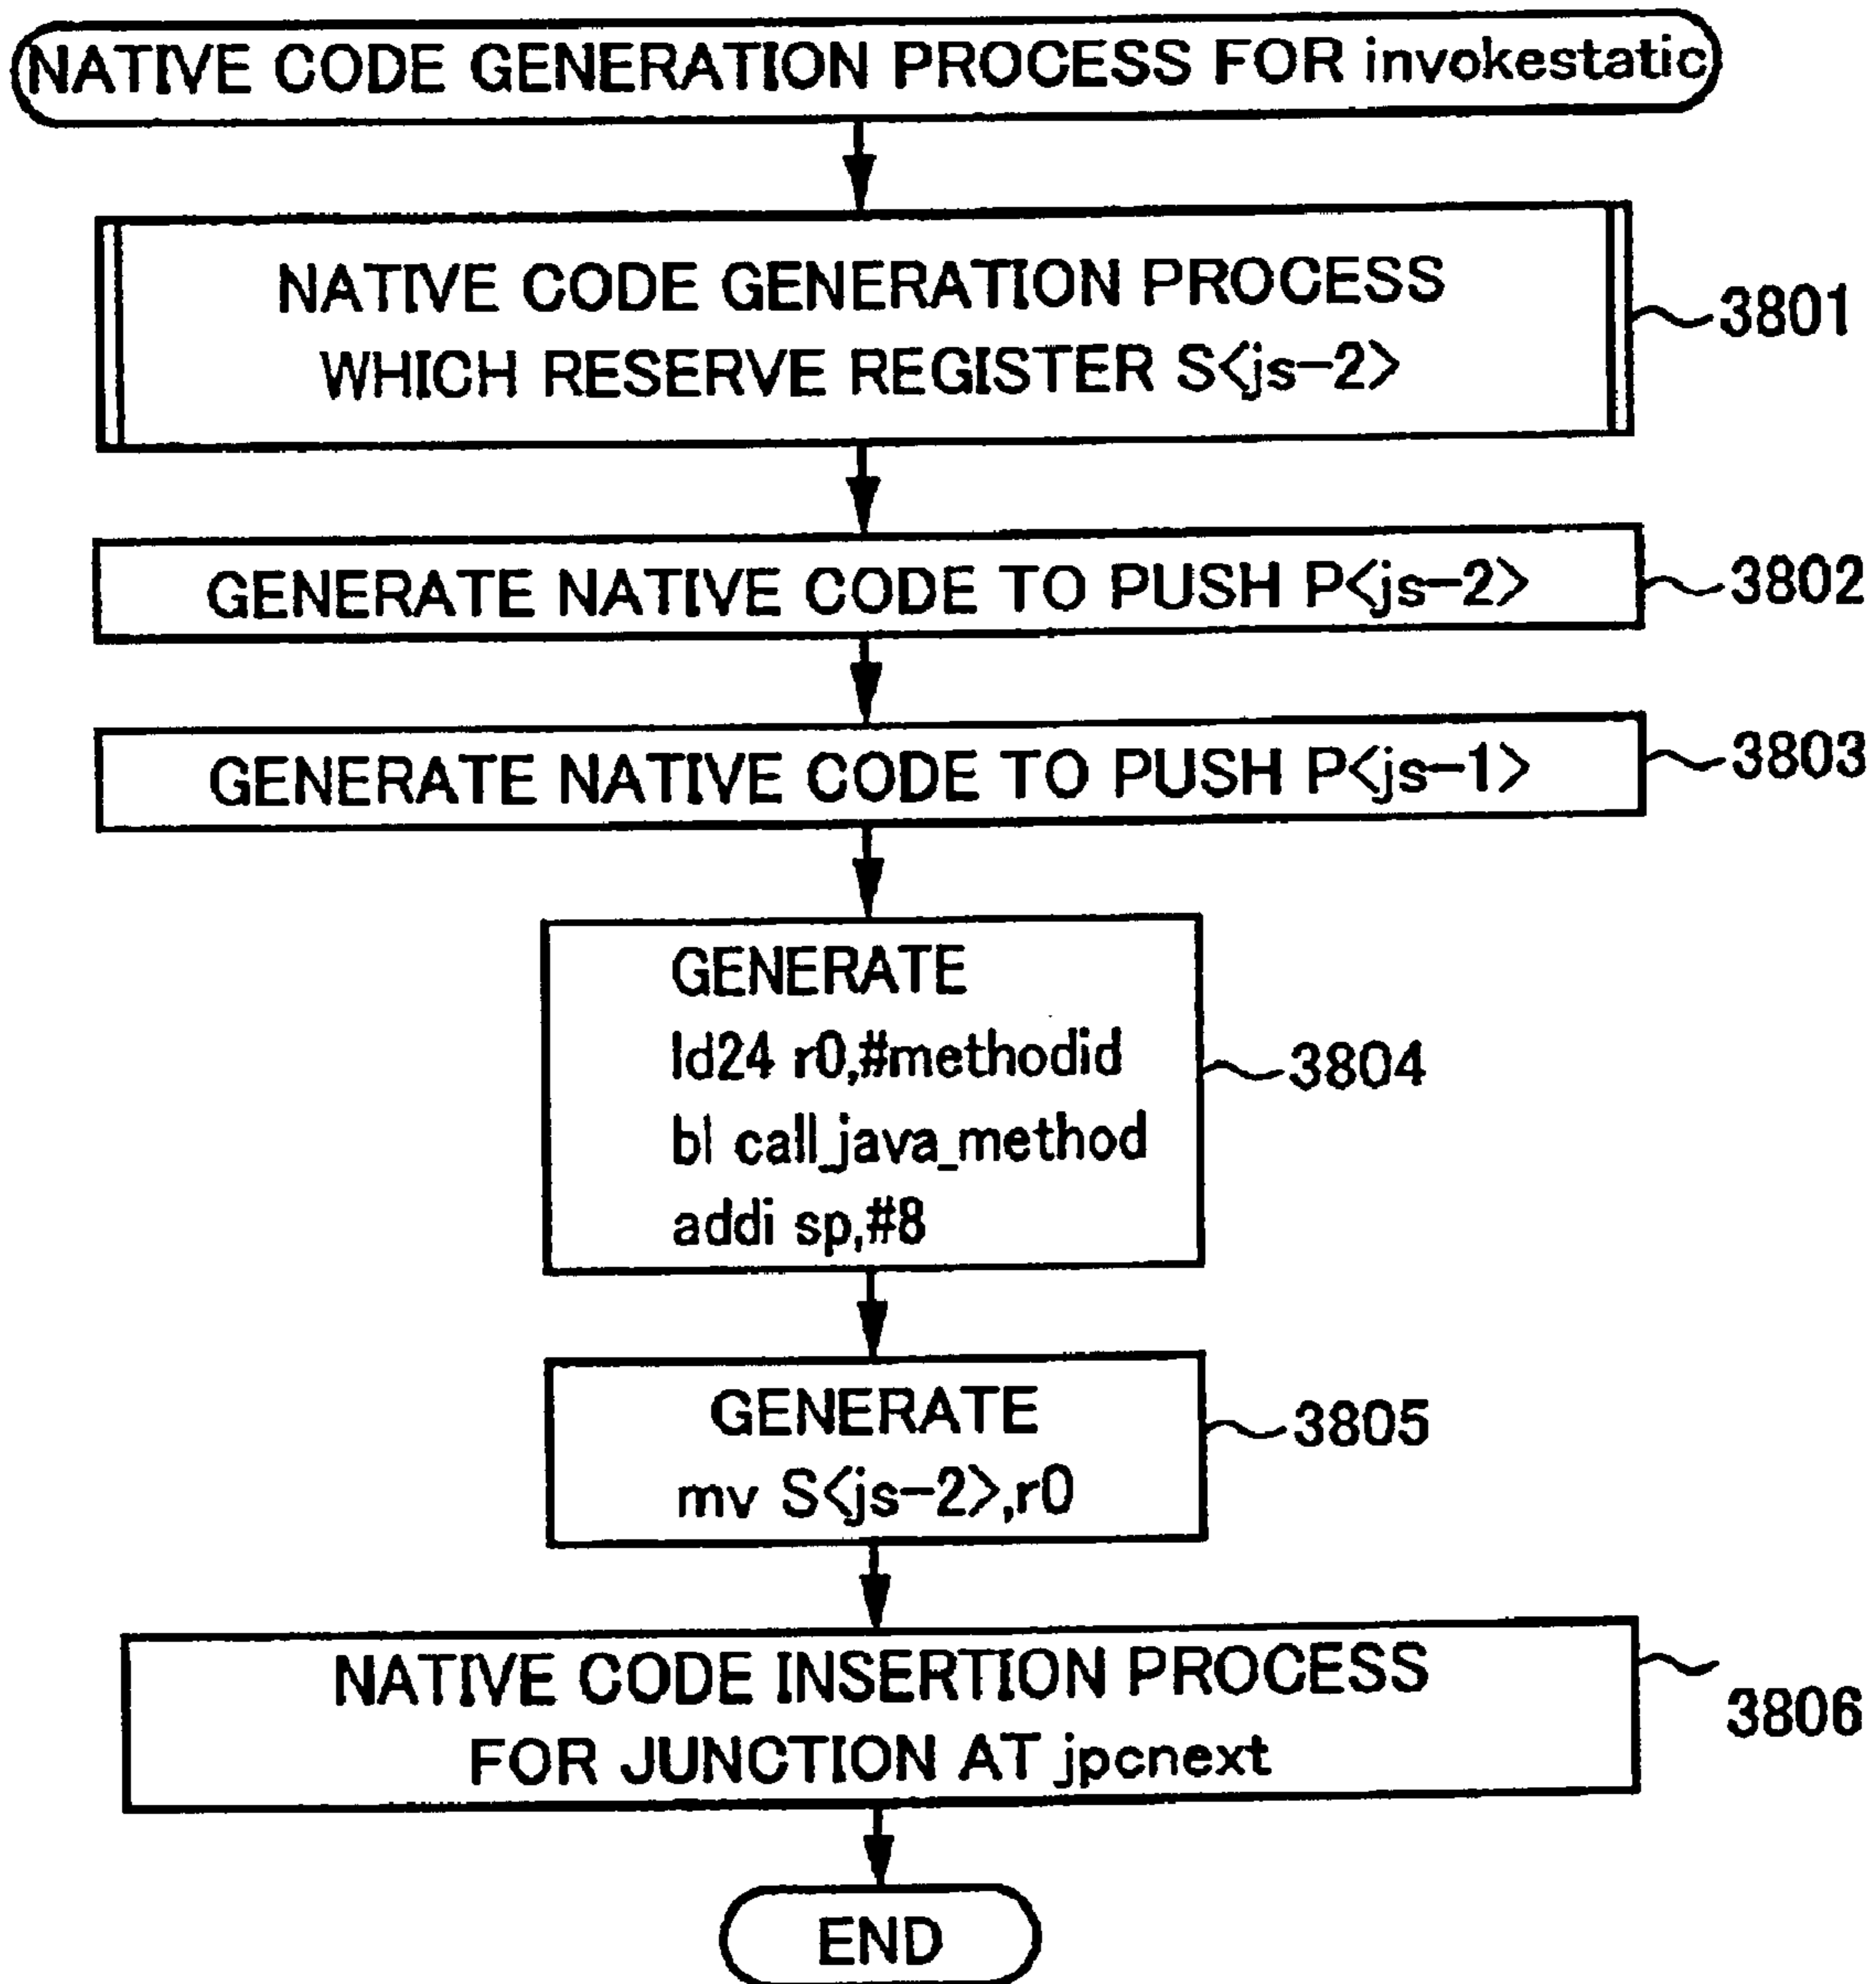 NATIVE CODE GENERATION PROCESS FOR invokestatic
NATIVE CODE GENERATION PROCESS
WHICH RESERVE REGISTER S<js-2>
3801
GENERATE NATIVE CODE TO PUSH P<js-2>
3802
GENERATE NATIVE CODE TO PUSH P<js-1>
3803
GENERATE
ld24 r0,#methodid
bl call_java_method
addi sp,#8
3804
GENERATE
mv S<js-2>,r0
3805
NATIVE CODE INSERTION PROCESS
FOR JUNCTION AT jpcnext
3806
END